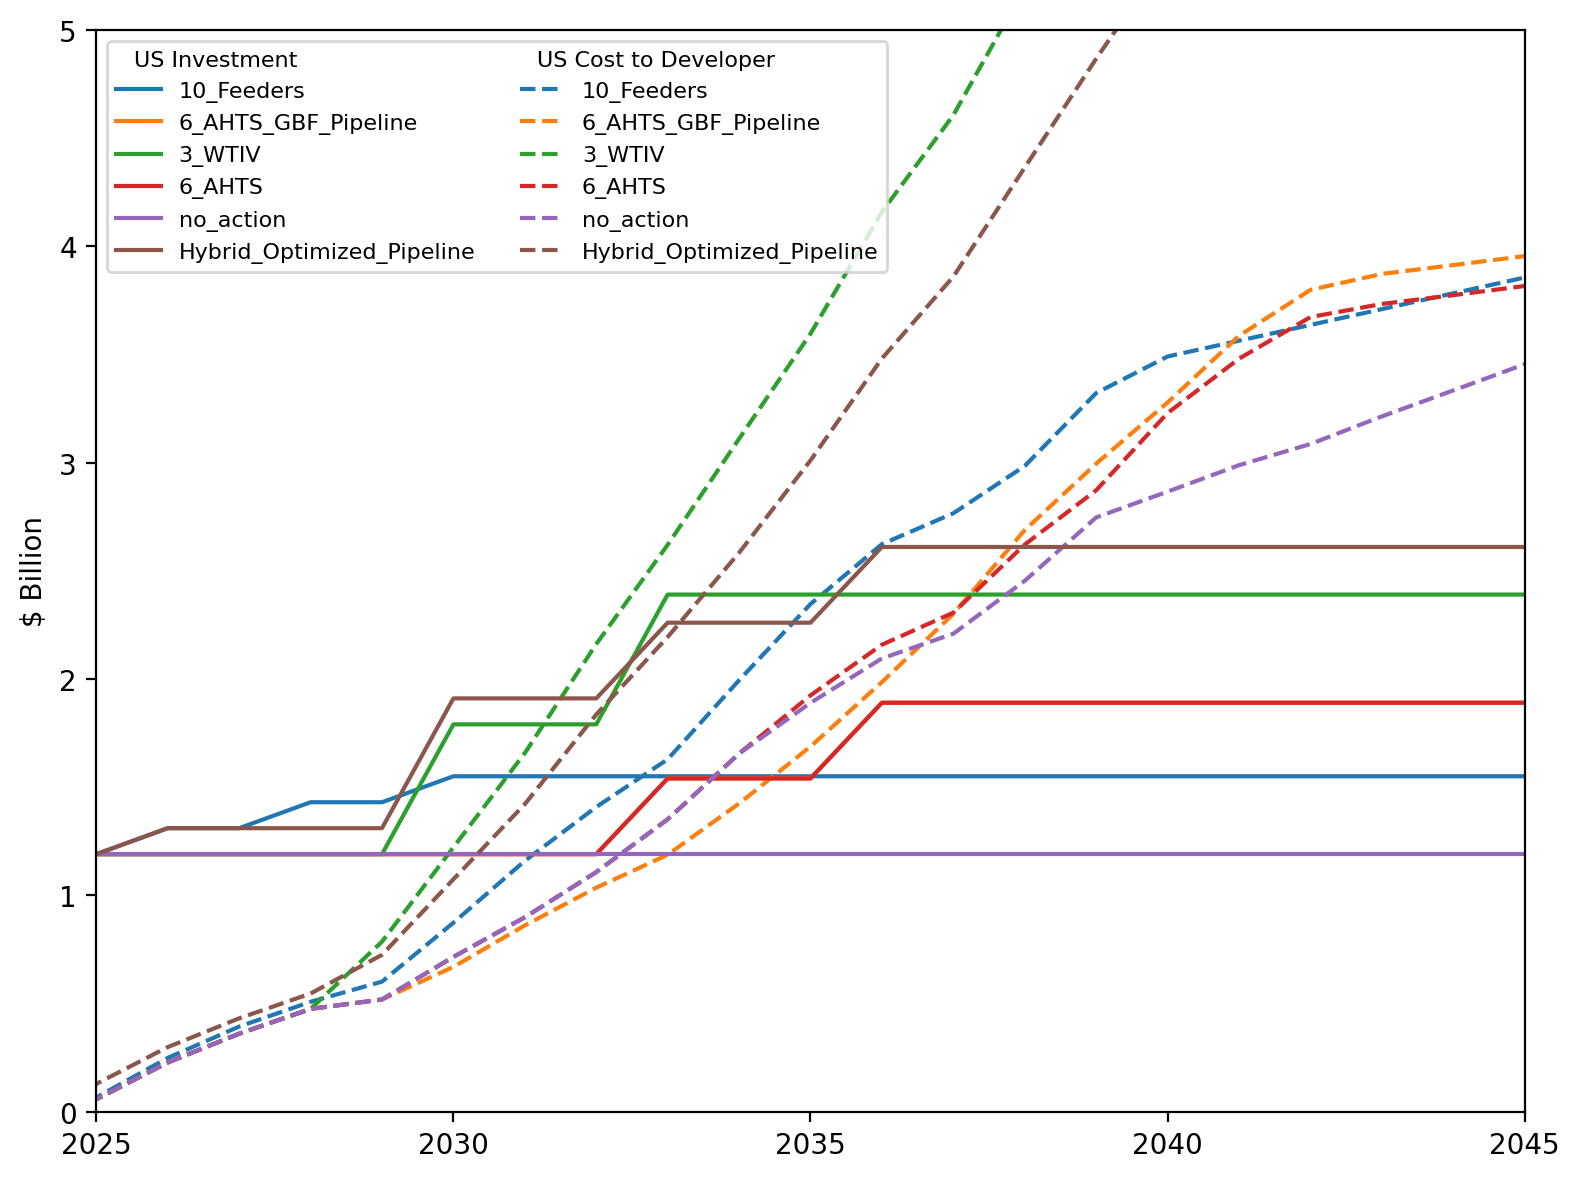 US Investment
10_Feeders
6_AHTS_GBF_Pipeline
3_WTIV
6_AHTS
no_action
Hybrid_Optimized_Pipeline
US Cost to Developer
10_Feeders
6_AHTS_GBF_Pipeline
3_WTIV
6_AHTS
no_action
Hybrid_Optimized_Pipeline
$ Billion
5
4
3
2
1
0
2025 2030 2035 2040 2045